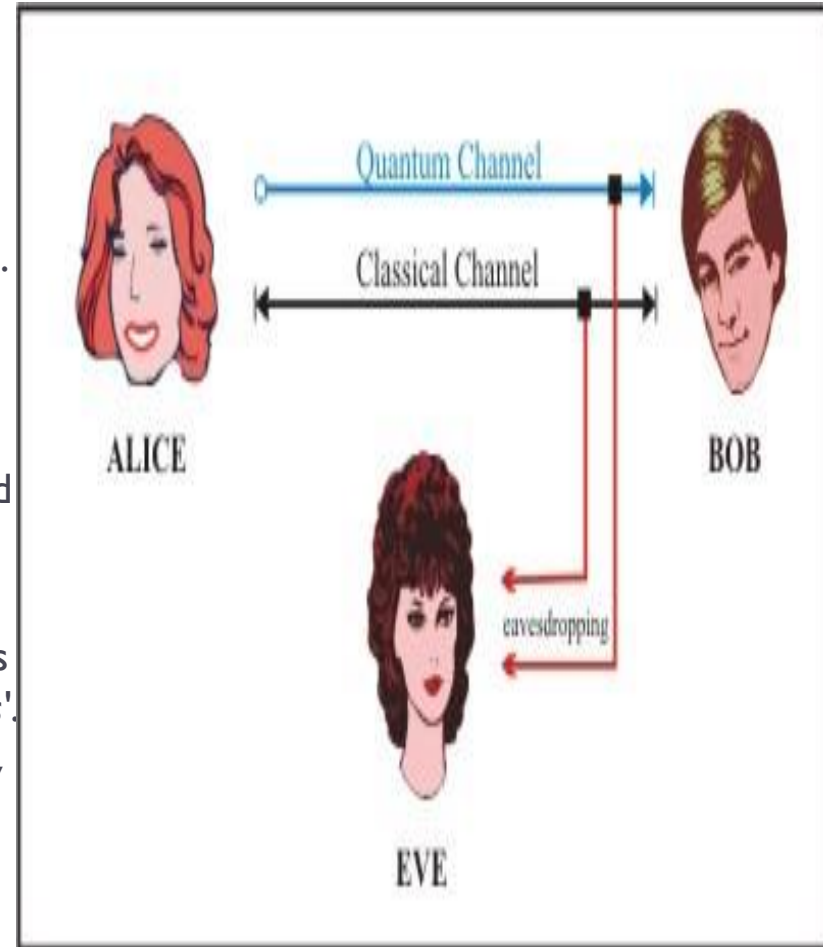 Quantum Channel
Classical Channel
ALICE
BOB
eavesdropping
EVE
.
d
s
'.